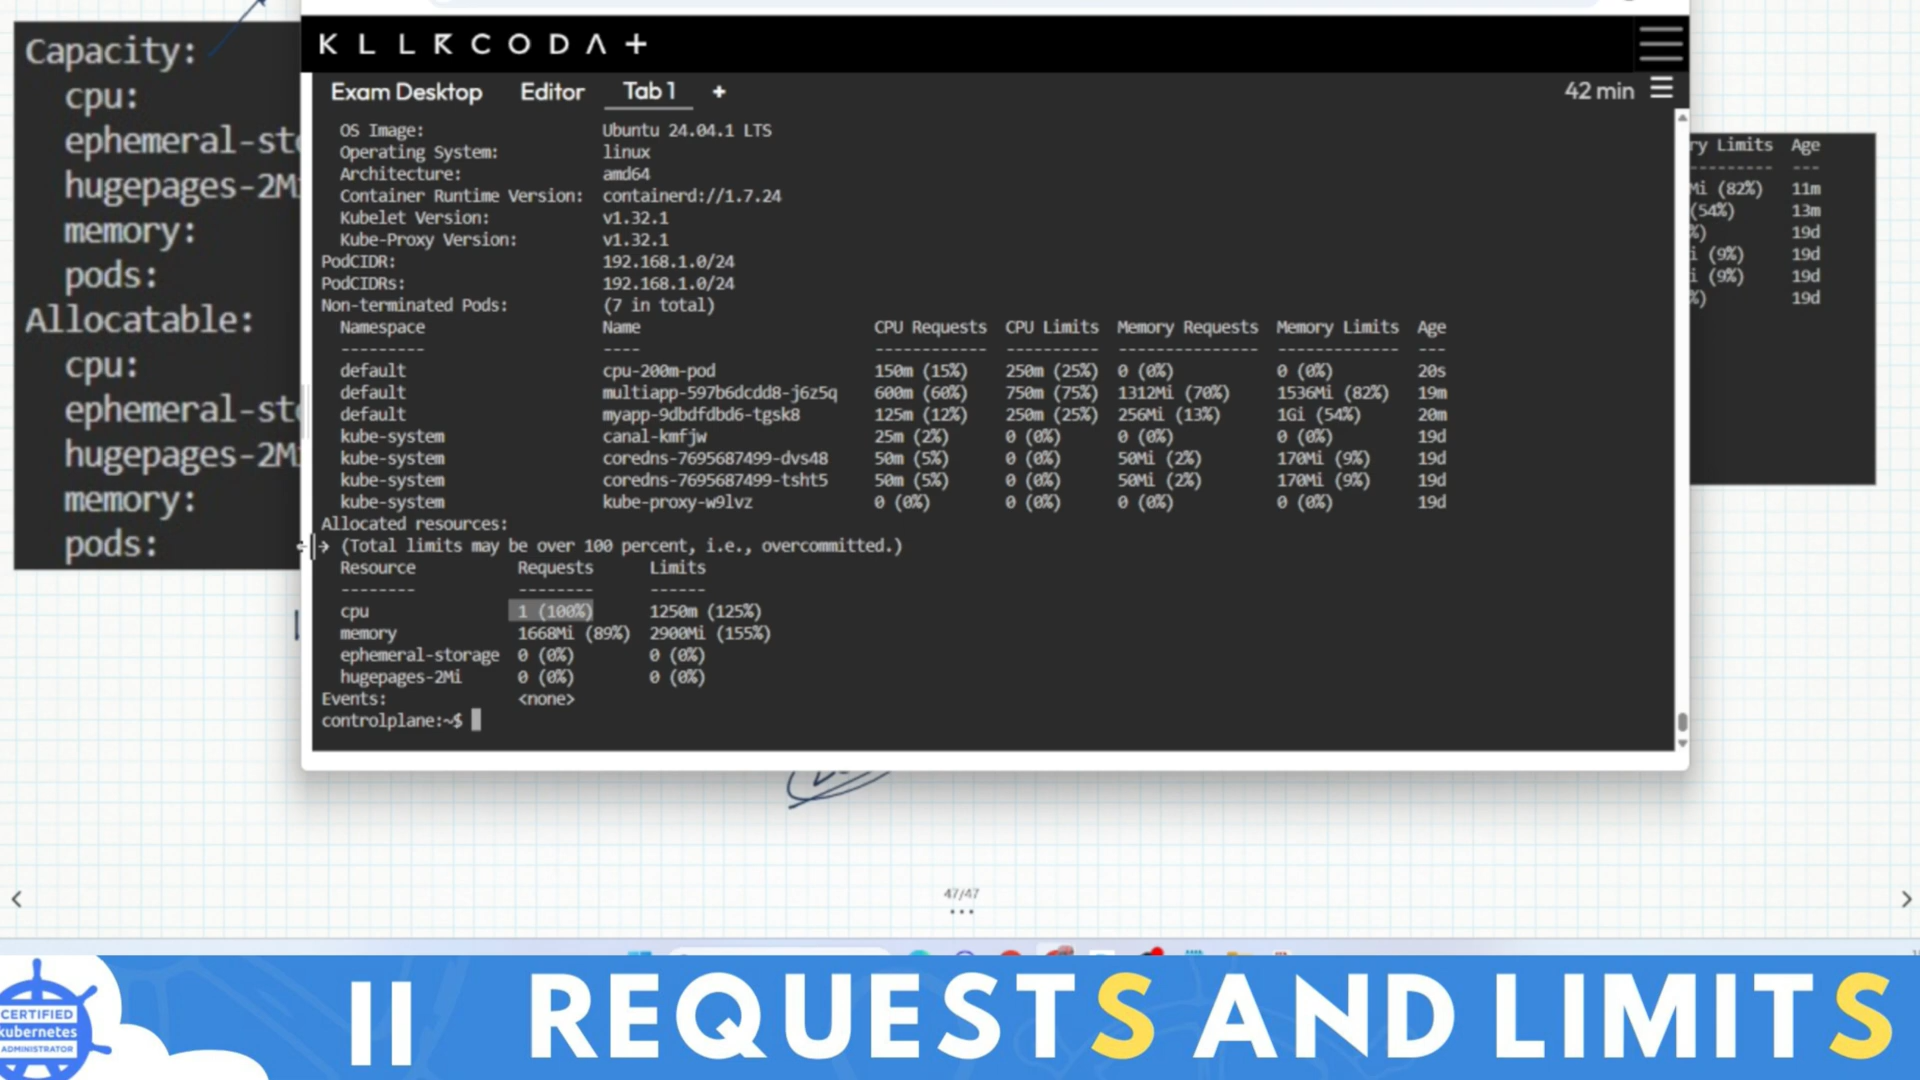 Capacity:
cpu:
ephemeral-sto
hugepages-2Mi
memory:
pods:
Allocatable:
cpu:
ephemeral-sto
hugepages-2M
memory:
pods:
KILLERCODA+
Exam Desktop Editor Tab 1 +
42 min
OS Image: Ubuntu 24.04.1 LTS
Operating System: linux
Architecture: amd64
Container Runtime Version: containerd://1.7.24
Kubelet Version: v1.32.1
Kube-Proxy Version: v1.32.1
PodCIDR: 192.168.1.0/24
PodCIDRs: 192.168.1.0/24
Non-terminated Pods: (7 in total)
Namespace Name CPU Requests CPU Limits Memory Requests Memory Limits Age
--------- ---- ------------ ---------- --------------- ------------- ---
default cpu-200m-pod 150m (15%) 250m (25%) 0 (0%) 0 (0%) 20s
default multiapp-597b6dcdd8-j6z5q 600m (60%) 750m (75%) 1312Mi (70%) 1536Mi (82%) 19m
default myapp-9dbdfdbd6-tgsk8 125m (12%) 250m (25%) 256Mi (13%) 1Gi (54%) 20m
kube-system canal-kmfjw 25m (2%) 0 (0%) 0 (0%) 0 (0%) 19d
kube-system coredns-7695687499-dvs48 50m (5%) 0 (0%) 50Mi (2%) 170Mi (9%) 19d
kube-system coredns-7695687499-tsht5 50m (5%) 0 (0%) 50Mi (2%) 170Mi (9%) 19d
kube-system kube-proxy-w9lvz 0 (0%) 0 (0%) 0 (0%) 0 (0%) 19d
Allocated resources:
(Total limits may be over 100 percent, i.e., overcommitted.)
Resource Requests Limits
-------- -------- ------
cpu 1 (100%) 1250m (125%)
memory 1668Mi (89%) 2900Mi (155%)
ephemeral-storage 0 (0%) 0 (0%)
hugepages-2Mi 0 (0%) 0 (0%)
Events: <none>
controlplane:~$
ry Limits Age
---------- ---
Mi (82%) 11m
(54%) 13m
%) 19d
i (9%) 19d
i (9%) 19d
%) 19d
47/47
CERTIFIED
kubernetes
ADMINISTRATOR
II REQUESTS AND LIMITS